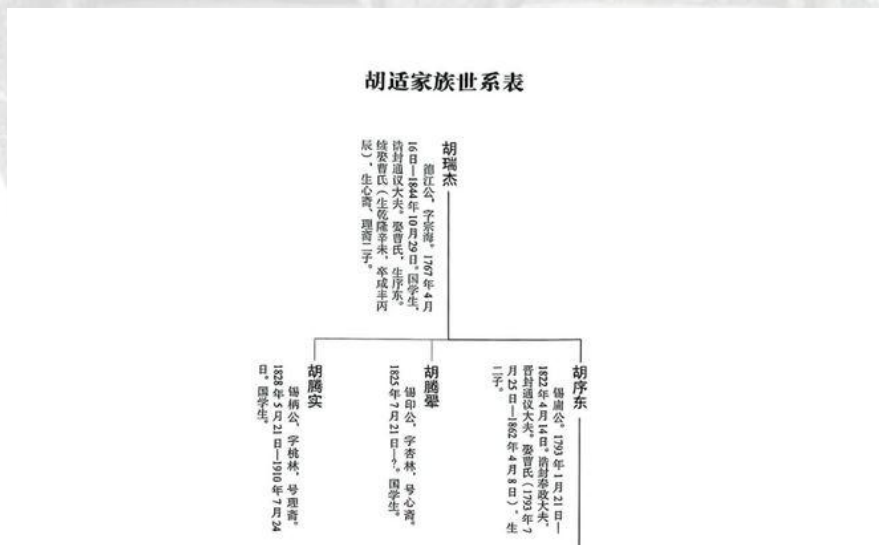 胡适家族世系表
胡瑞杰
德江公，字宗海。1767年4月
16日—1844年10月29日。国学生，
诰封通议大夫。娶曹氏，生序东。
续娶曹氏（生乾隆辛未，卒咸丰丙
辰），生心斋、理斋二子。
胡序东
锡庸公。1793年1月21日—
1822年4月14日。诰封奉政大夫，
晋封通议大夫。娶曹氏（1793年7
月25日—1862年4月8日），生
二子。
胡腾翚
锡印公，字杏林，号心斋。
1825年7月21日—？。国学生。
胡腾实
锡柄公，字桃林，号理斋。
1828年5月21日—1910年7月24
日。国学生。